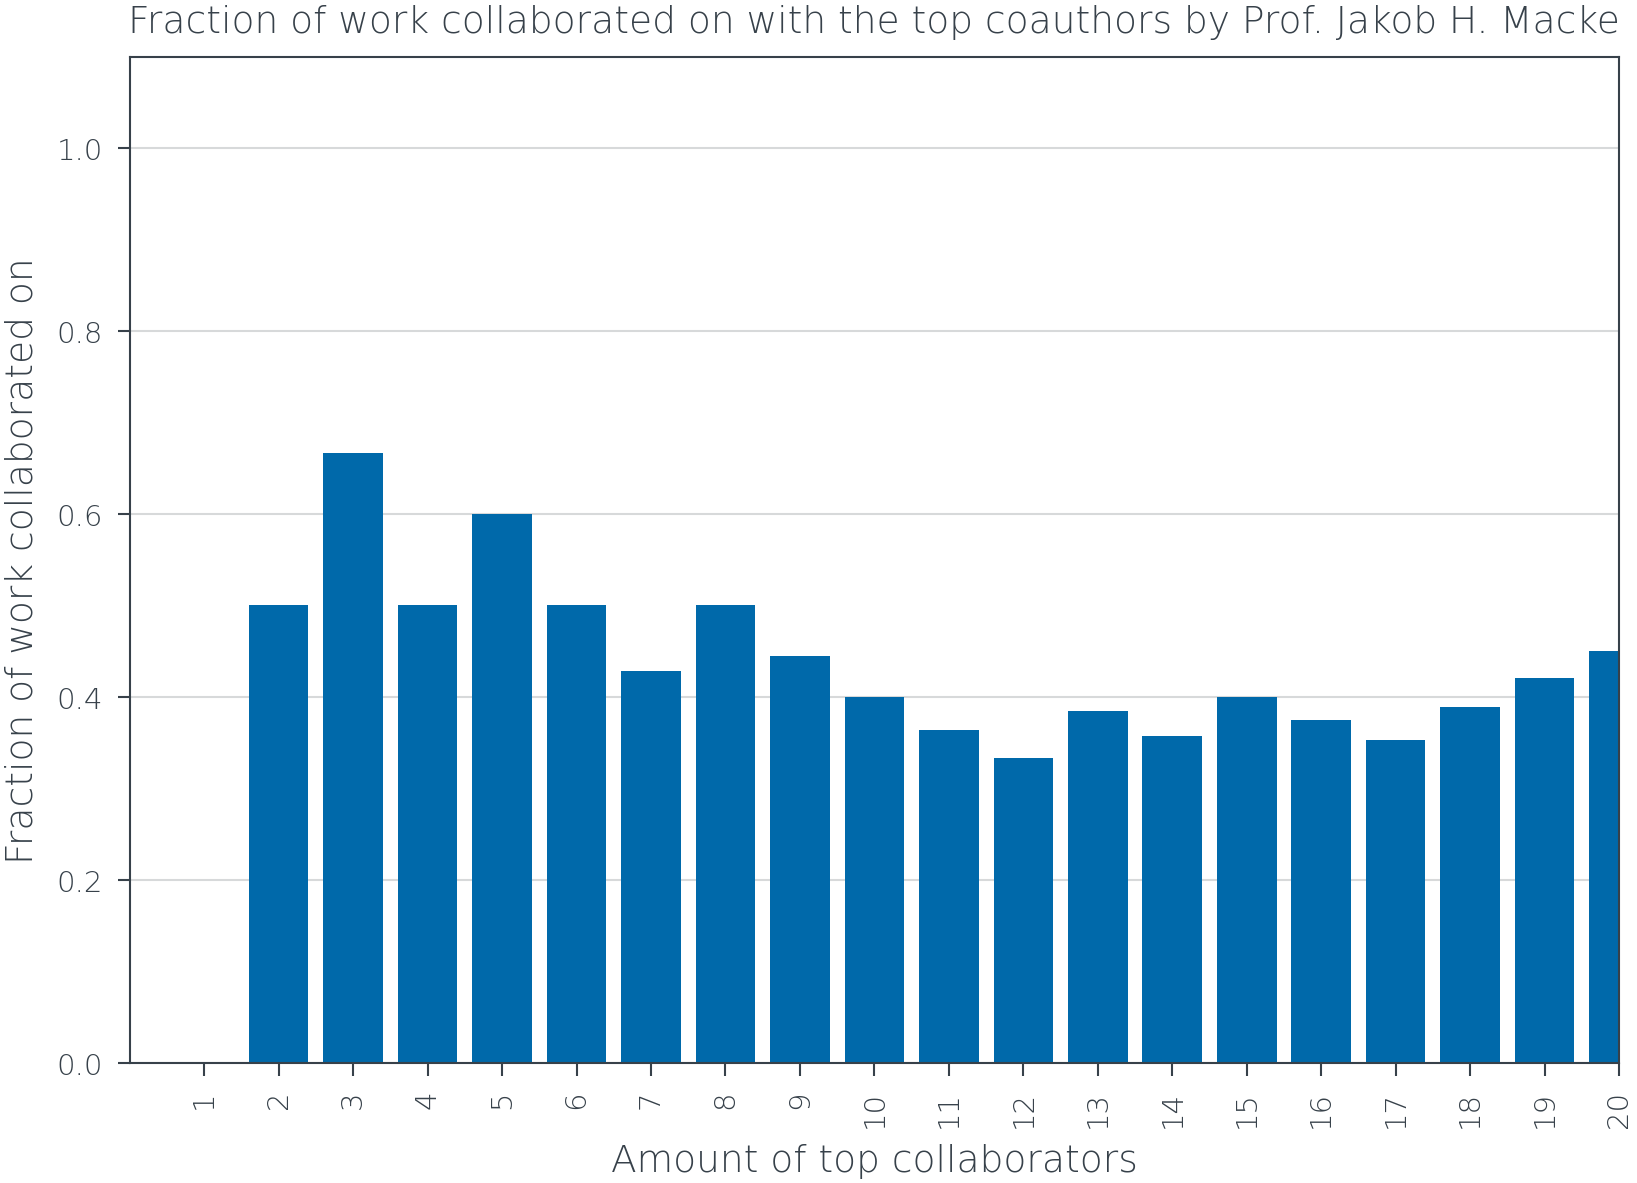 Fraction of work collaborated on with the top coauthors by Prof. Jakob H. Macke
Fraction of work collaborated on
1.0
0.8
0.6
0.4
0.2
0.0
1 2 3 4 5 6 7 8 9 10 11 12 13 14 15 16 17 18 19 20
Amount of top collaborators